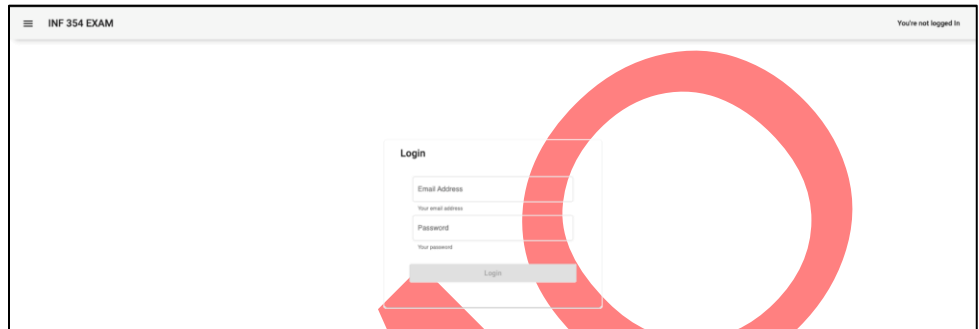 INF 354 EXAM
You're not logged In
Login
Email Address
Your email address
Password
Your password
Login